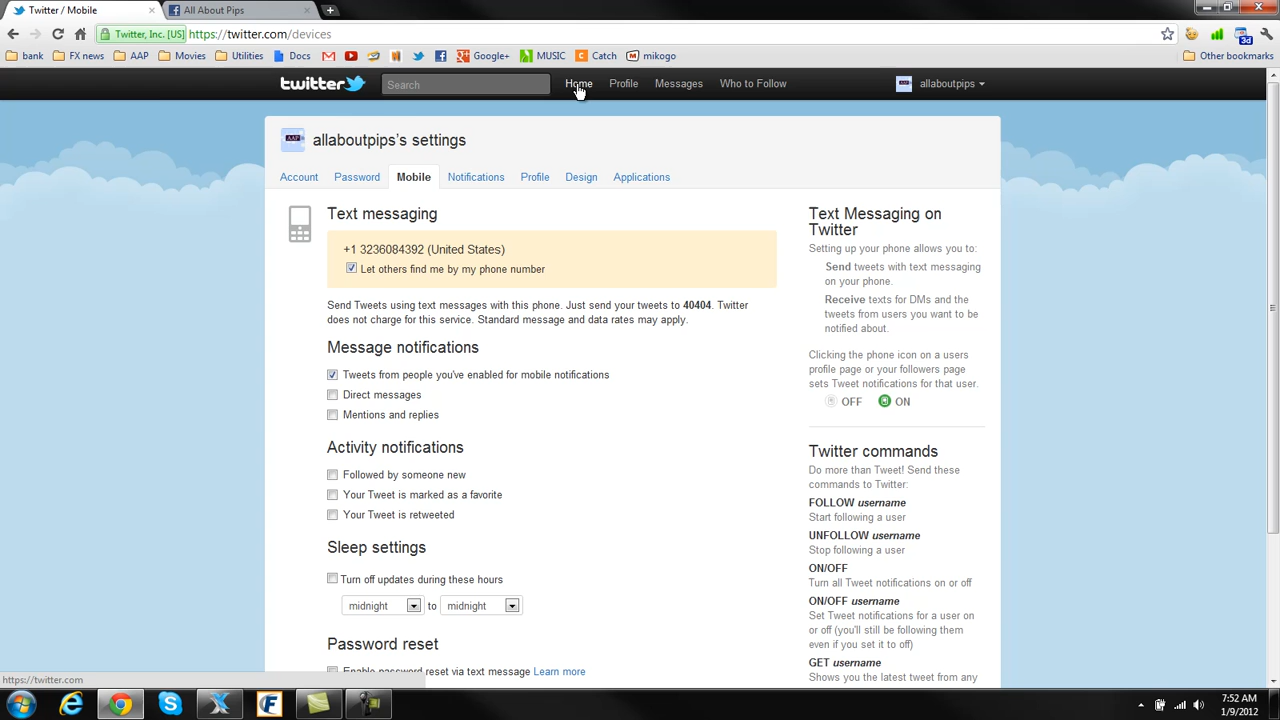 Twitter / Mobile
All About Pips
Twitter, Inc. [US] https://twitter.com/devices
bank FX news AAP Movies Utilities Docs Google+ MUSIC Catch mikogo Other bookmarks
twitter Search Home Profile Messages Who to Follow allaboutpips
allaboutpips's settings
Account Password Mobile Notifications Profile Design Applications
Text messaging
+1 3236084392 (United States)
Let others find me by my phone number
Send Tweets using text messages with this phone. Just send your tweets to 40404. Twitter
does not charge for this service. Standard message and data rates may apply.
Message notifications
Tweets from people you've enabled for mobile notifications
Direct messages
Mentions and replies
Activity notifications
Followed by someone new
Your Tweet is marked as a favorite
Your Tweet is retweeted
Sleep settings
Turn off updates during these hours
midnight to midnight
Password reset
Enable password reset via text message Learn more
Text Messaging on
Twitter
Setting up your phone allows you to:
Send tweets with text messaging
on your phone.
Receive texts for DMs and the
tweets from users you want to be
notified about.
Clicking the phone icon on a users
profile page or your followers page
sets Tweet notifications for that user.
OFF ON
Twitter commands
Do more than Tweet! Send these
commands to Twitter:
FOLLOW username
Start following a user
UNFOLLOW username
Stop following a user
ON/OFF
Turn all Tweet notifications on or off
ON/OFF username
Set Tweet notifications for a user on
or off (you'll still be following them
even if you set it to off)
GET username
Shows you the latest tweet from any
https://twitter.com
7:52 AM
1/9/2012